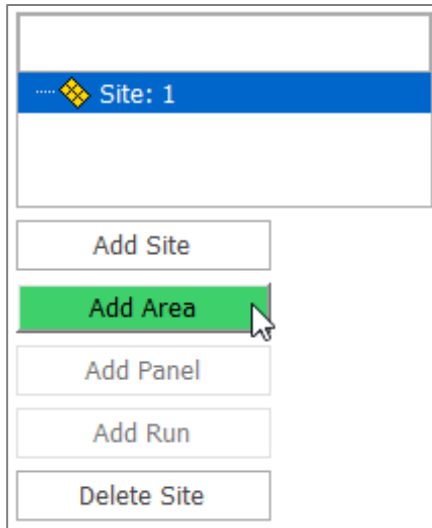 Site: 1
Add Site
Add Area
Add Panel
Add Run
Delete Site